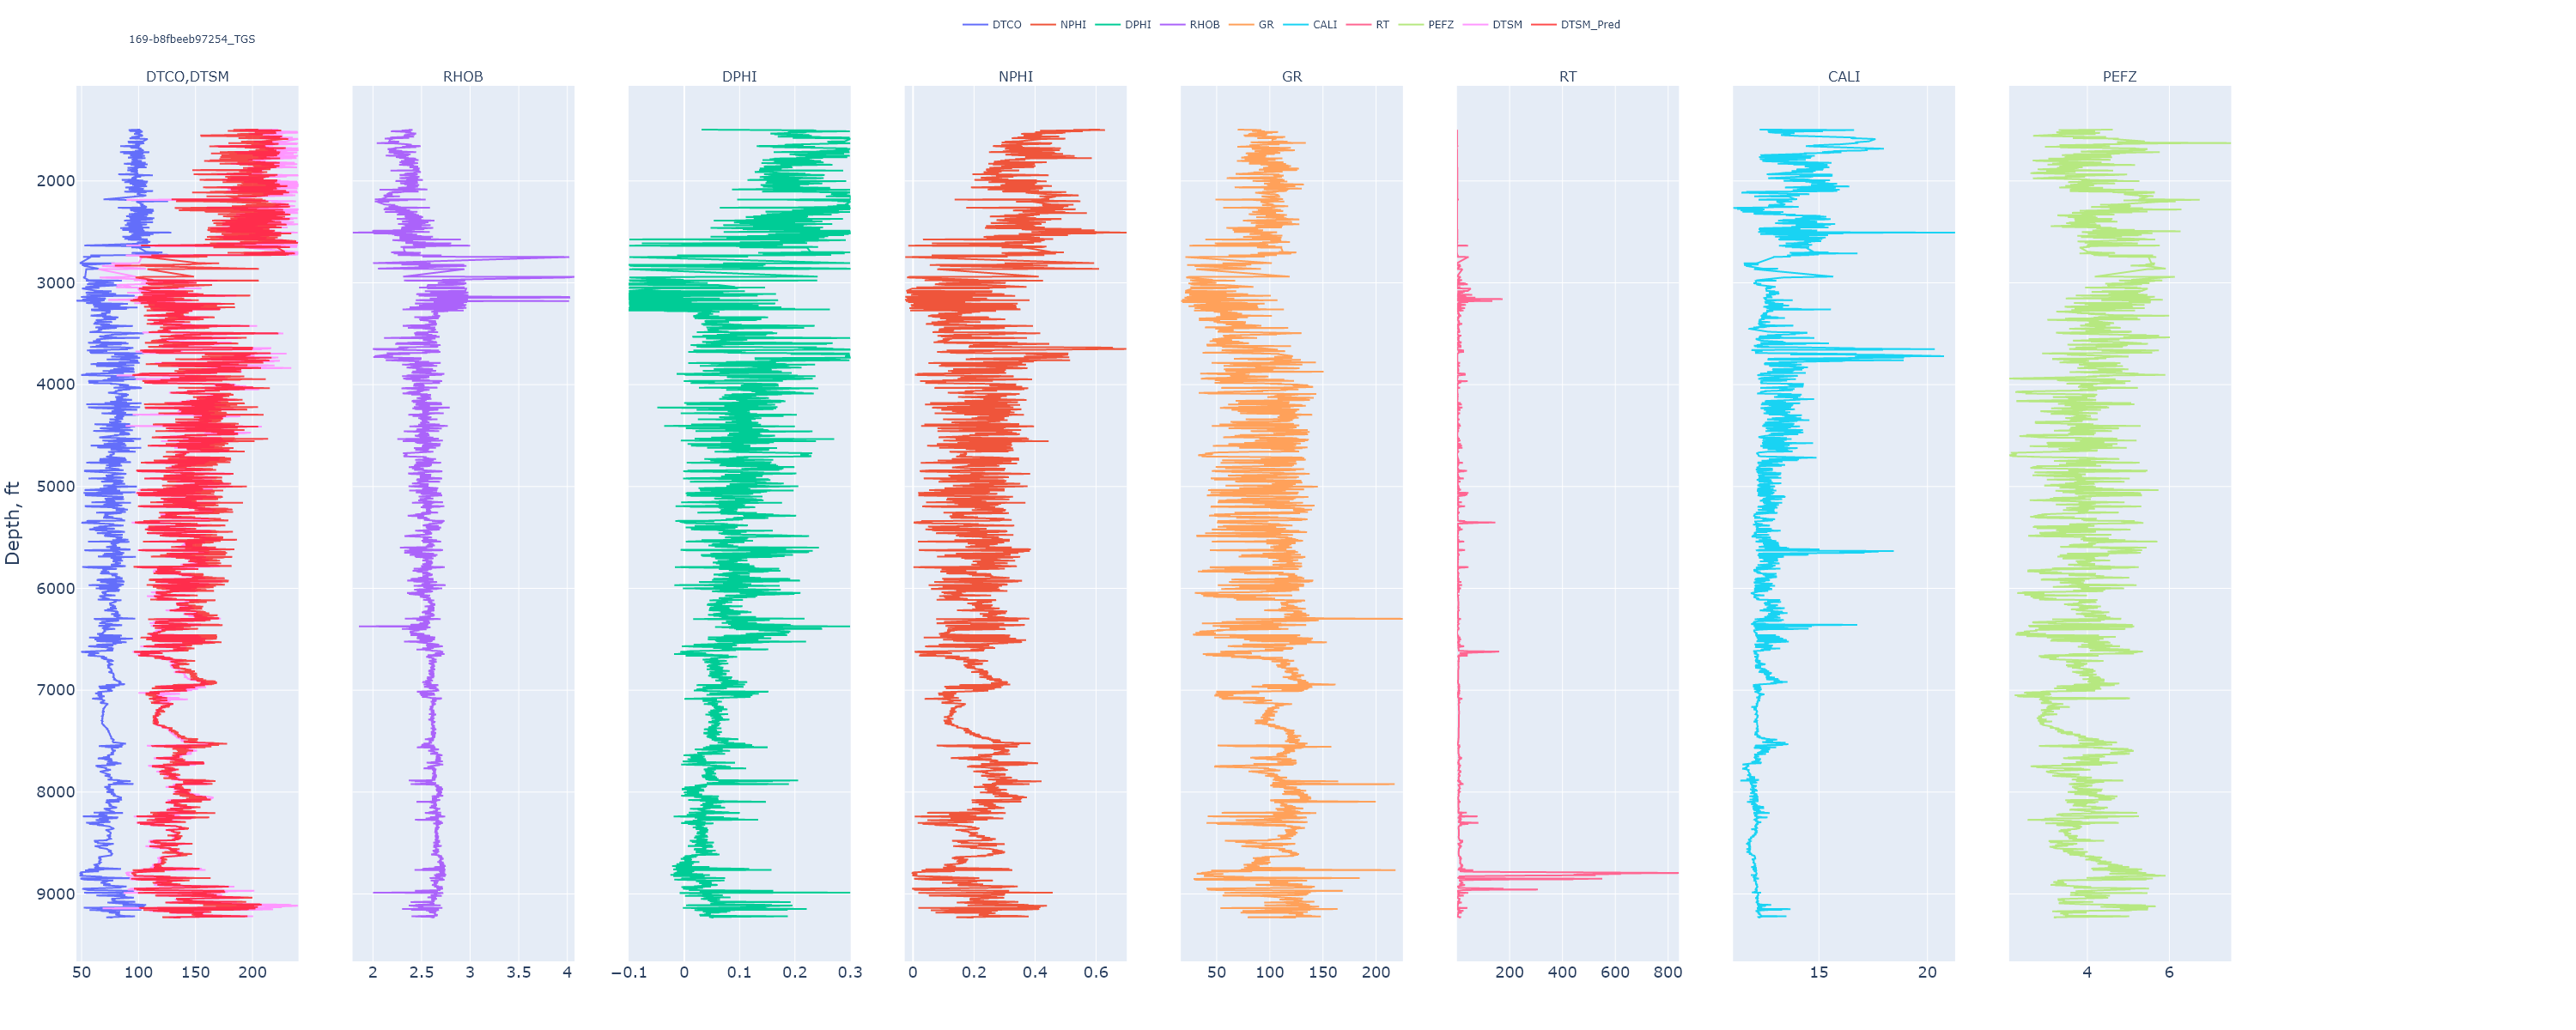 DTCO NPHI DPHI RHOB GR CALI RT PEFZ DTSM DTSM_Pred
169-b8fbeeb97254_TGS
DTCO,DTSM RHOB DPHI NPHI GR RT CALI PEFZ
2000
3000
4000
5000
6000
7000
8000
9000
Depth, ft
50 100 150 200 2 2.5 3 3.5 4 −0.1 0 0.1 0.2 0.3 0 0.2 0.4 0.6 50 100 150 200 200 400 600 800 15 20 4 6